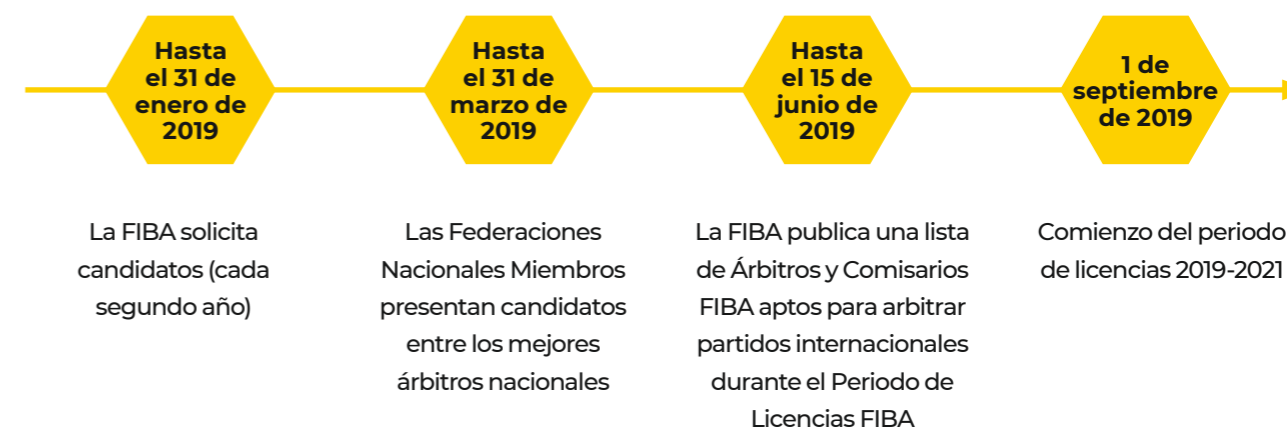 Hasta
el 31 de
enero de
2019
Hasta
el 31 de
marzo de
2019
Hasta
el 15 de
junio de
2019
1 de
septiembre
de 2019
La FIBA solicita
candidatos (cada
segundo año)
Las Federaciones
Nacionales Miembros
presentan candidatos
entre los mejores
árbitros nacionales
La FIBA publica una lista
de Árbitros y Comisarios
FIBA aptos para arbitrar
partidos internacionales
durante el Periodo de
Licencias FIBA
Comienzo del periodo
de licencias 2019-2021